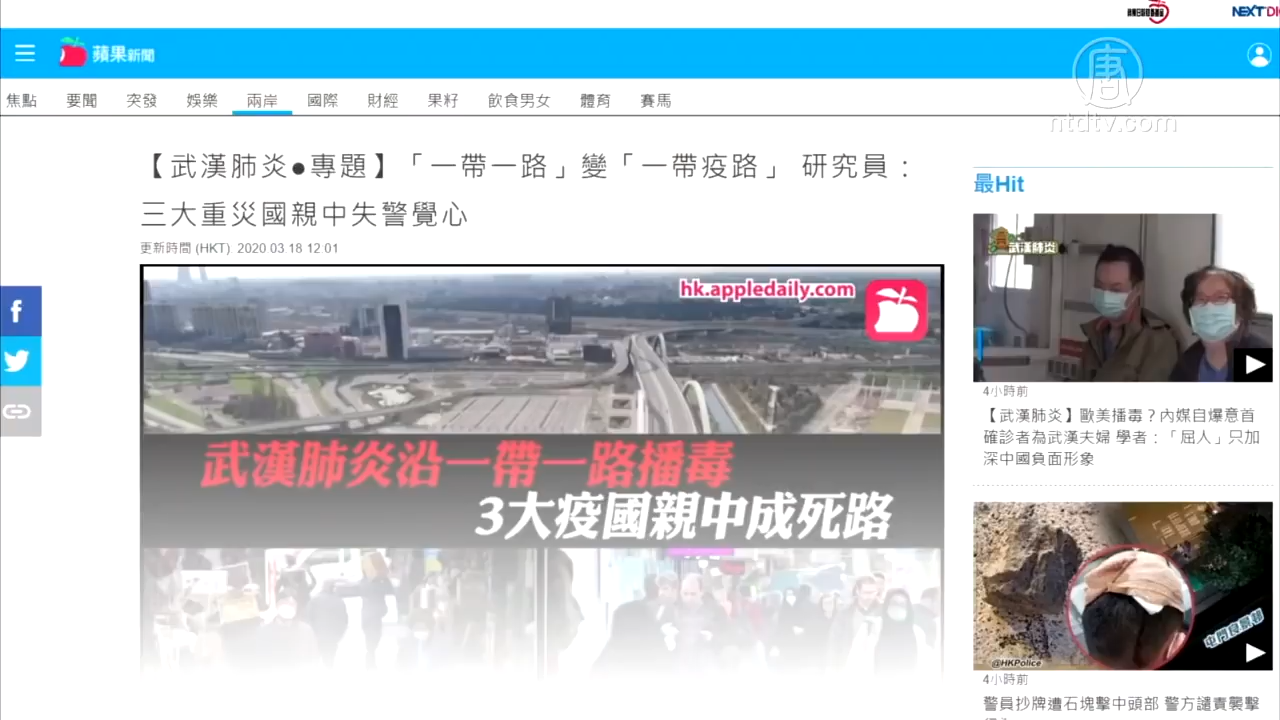 NEXT DI
蘋果新聞
唐
ntdtv.com
焦點 要聞 突發 娛樂 兩岸 國際 財經 果籽 飲食男女 體育 賽馬
【武漢肺炎●專題】「一帶一路」變「一帶疫路」 研究員：
三大重災國親中失警覺心
更新時間 (HKT): 2020.03.18 12:01
hk.appledaily.com
武漢肺炎沿一帶一路播毒
3大疫國親中成死路
最Hit
武漢肺炎
4小時前
【武漢肺炎】歐美播毒？內媒自爆意首
確診者為武漢夫婦 學者：「屈人」只加
深中國負面形象
屯門良景邨
@HKPolice
4小時前
警員抄牌遭石塊擊中頭部 警方譴責襲擊